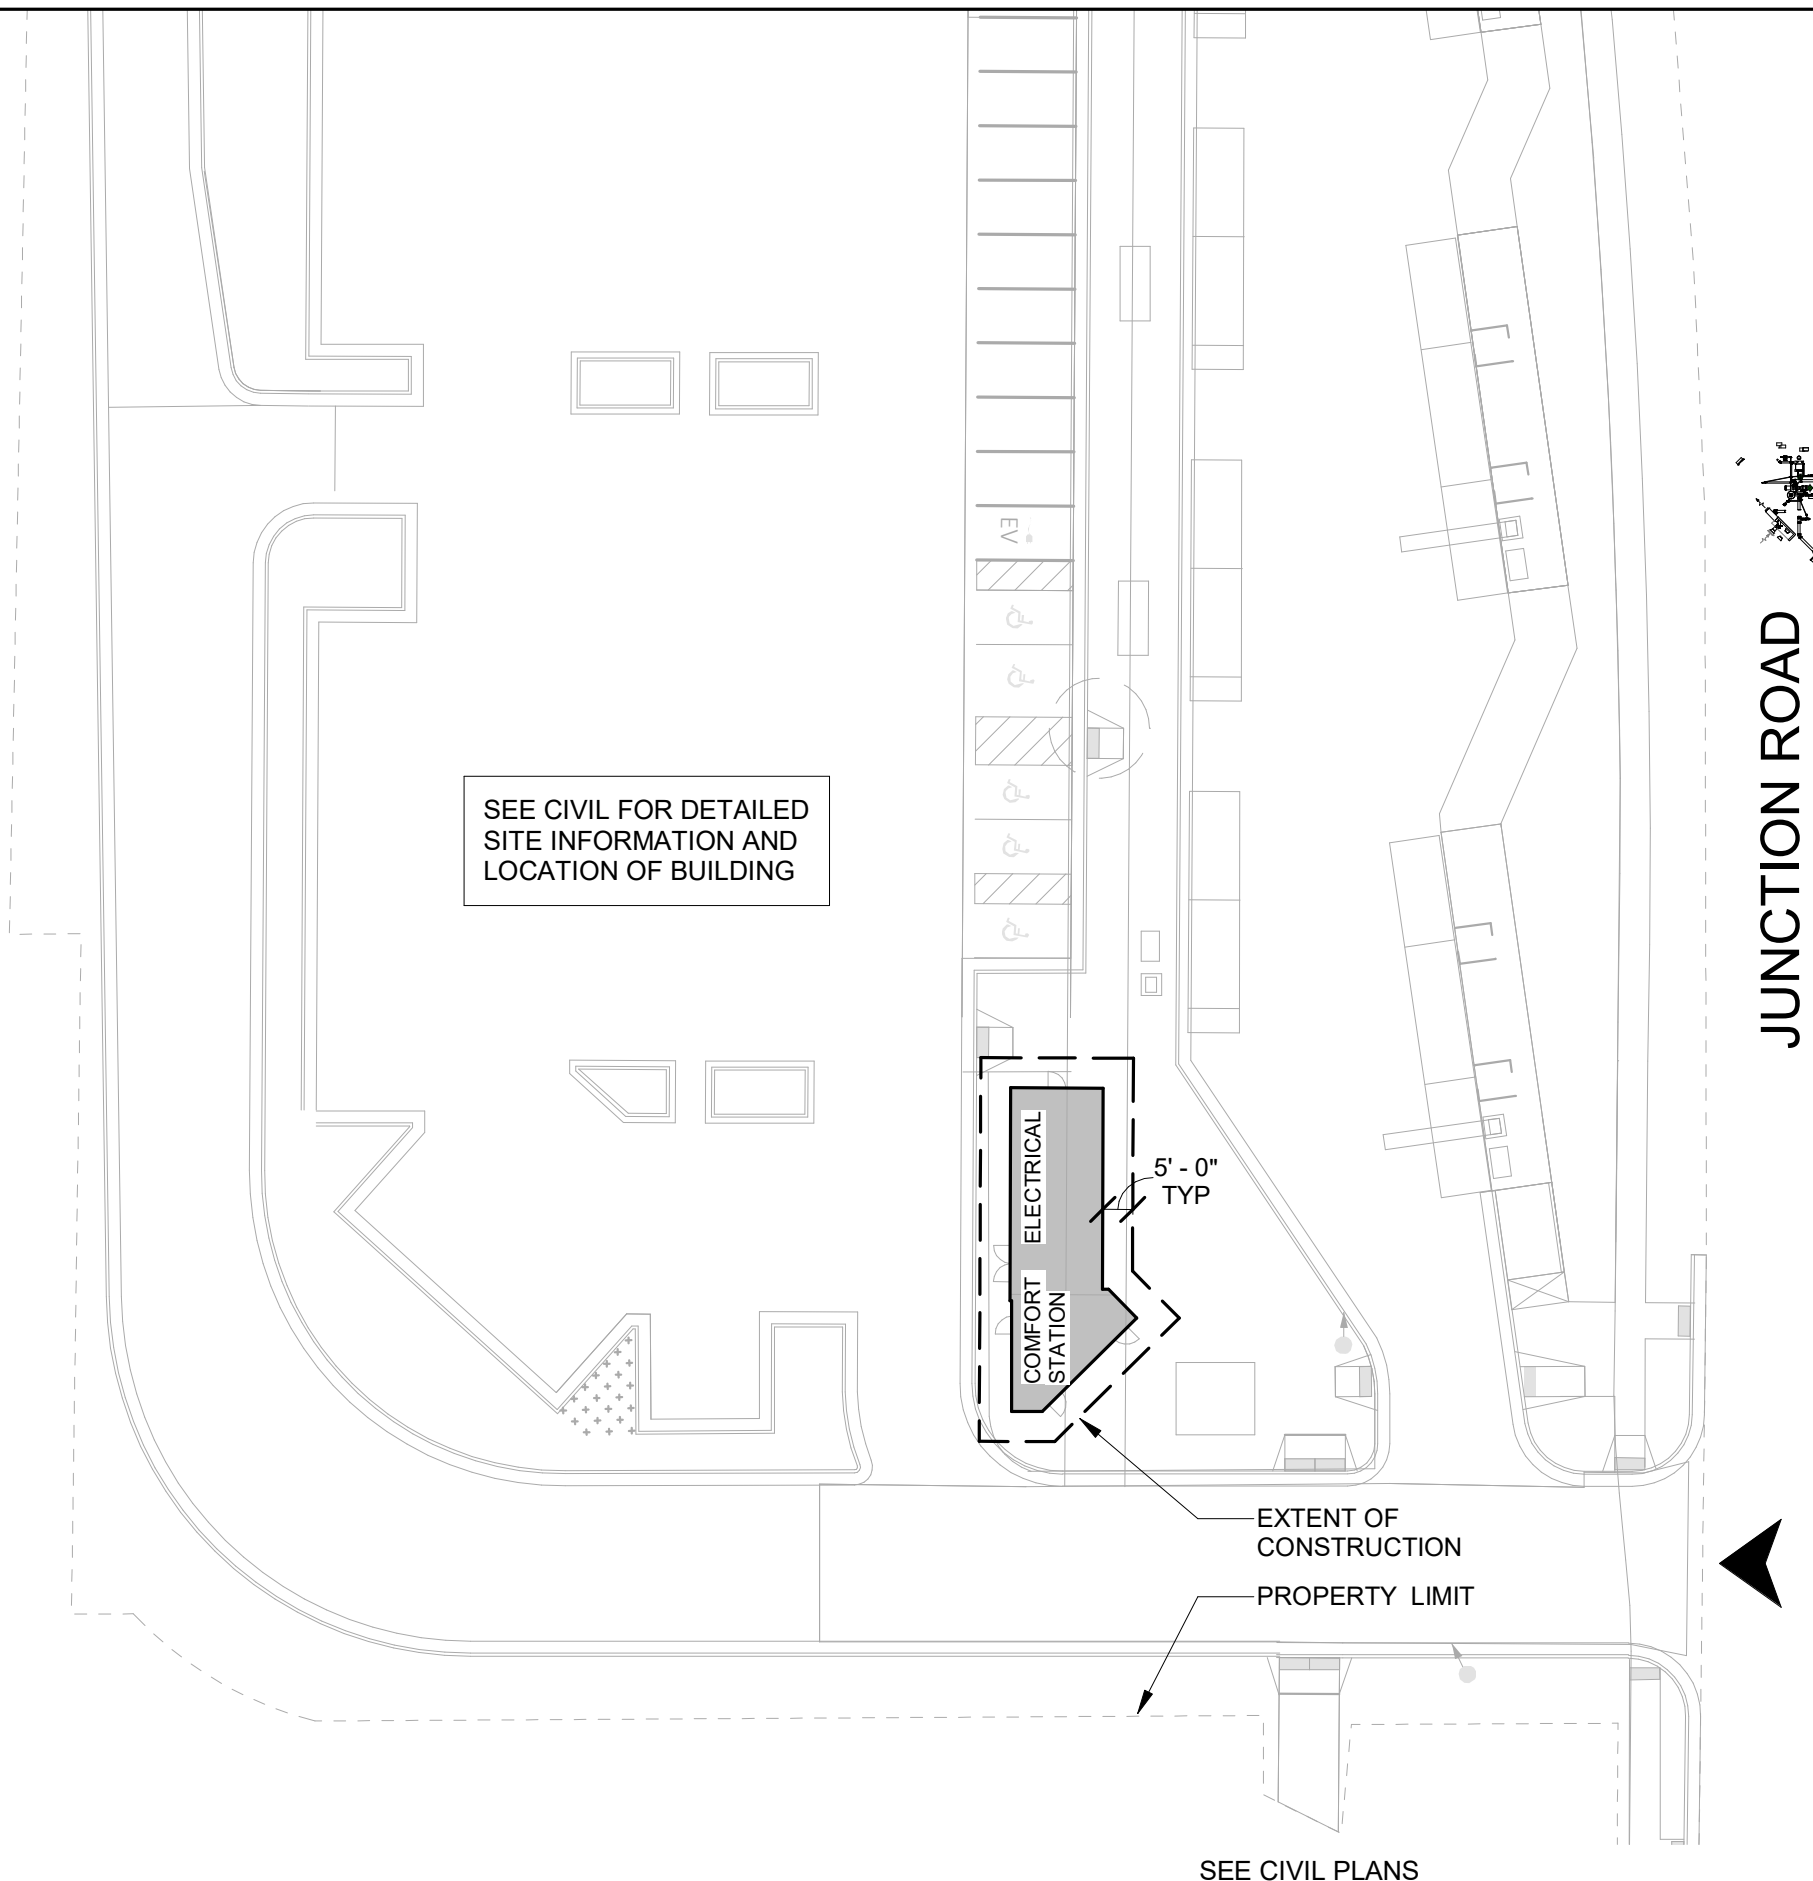 EV
SEE CIVIL FOR DETAILED
SITE INFORMATION AND
LOCATION OF BUILDING
JUNCTION ROAD
ELECTRICAL
5' - 0"
TYP
COMFORT
STATION
EXTENT OF
CONSTRUCTION
PROPERTY LIMIT
SEE CIVIL PLANS